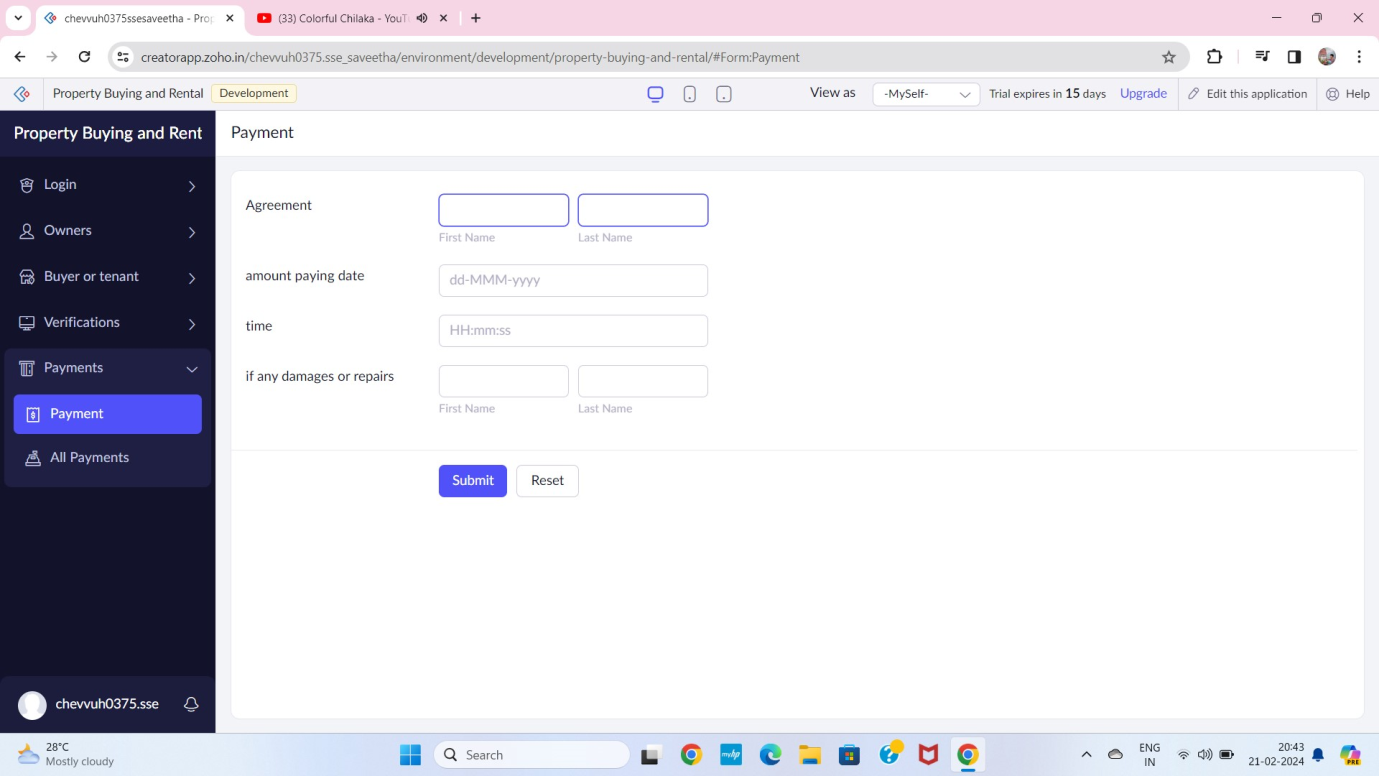 chevvuh0375ssesaveetha - Prop
(33) Colorful Chilaka - YouT
creatorapp.zoho.in/chevvuh0375.sse_saveetha/environment/development/property-buying-and-rental/#Form:Payment
Property Buying and Rental Development View as -MySelf- Trial expires in 15 days Upgrade Edit this application Help
Property Buying and Rent
Payment
Login
Owners
Buyer or tenant
Verifications
Payments
Payment
All Payments
Agreement
First Name Last Name
amount paying date dd-MMM-yyyy
time HH:mm:ss
if any damages or repairs
First Name Last Name
Submit Reset
chevvuh0375.sse
28°C
Mostly cloudy
Search
myhp
ENG
IN
20:43
21-02-2024
PRE